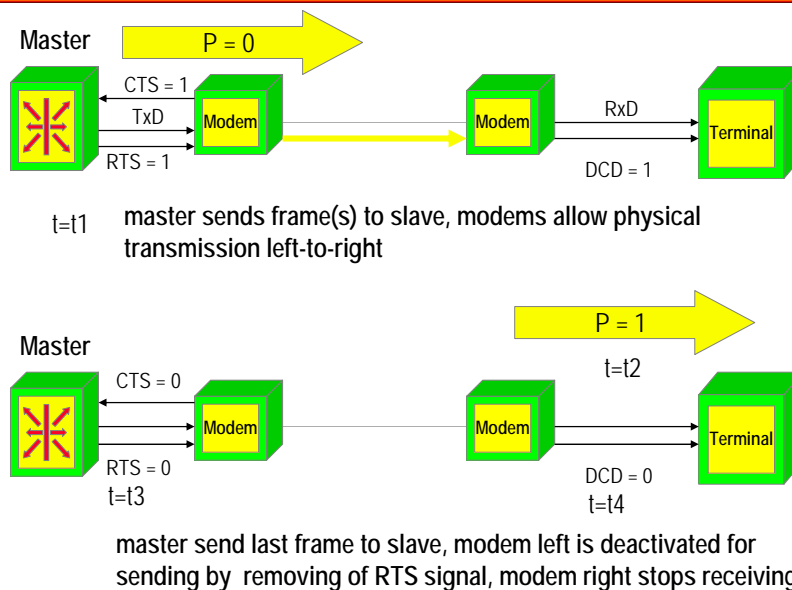 Master
P = 0
CTS = 1
TxD
RTS = 1
Modem
Modem
RxD
DCD = 1
Terminal
t=t1
master sends frame(s) to slave, modems allow physical
transmission left-to-right
P = 1
t=t2
Master
CTS = 0
RTS = 0
t=t3
Modem
Modem
DCD = 0
t=t4
Terminal
master send last frame to slave, modem left is deactivated for
sending by removing of RTS signal, modem right stops receiving